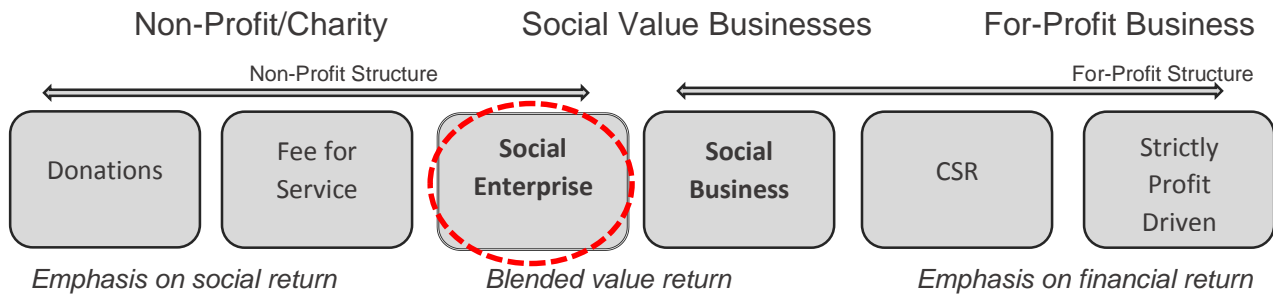 Non-Profit/Charity
Social Value Businesses
For-Profit Business
Non-Profit Structure
For-Profit Structure
Donations
Fee for
Service
Social
Enterprise
Social
Business
CSR
Strictly
Profit
Driven
Emphasis on social return
Blended value return
Emphasis on financial return